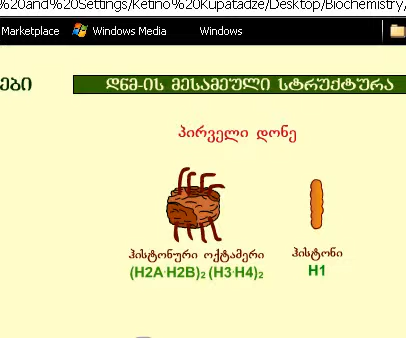 %20and%20Settings/Ketino%20Kupatadze/Desktop/Biochemistry/
Marketplace Windows Media Windows
ები დნმ-ის მესამეული სტრუქტურა
პირველი დონე
ჰისტონური ოქტამერი ჰისტონი
(H2A·H2B)₂ (H3·H4)₂ H1